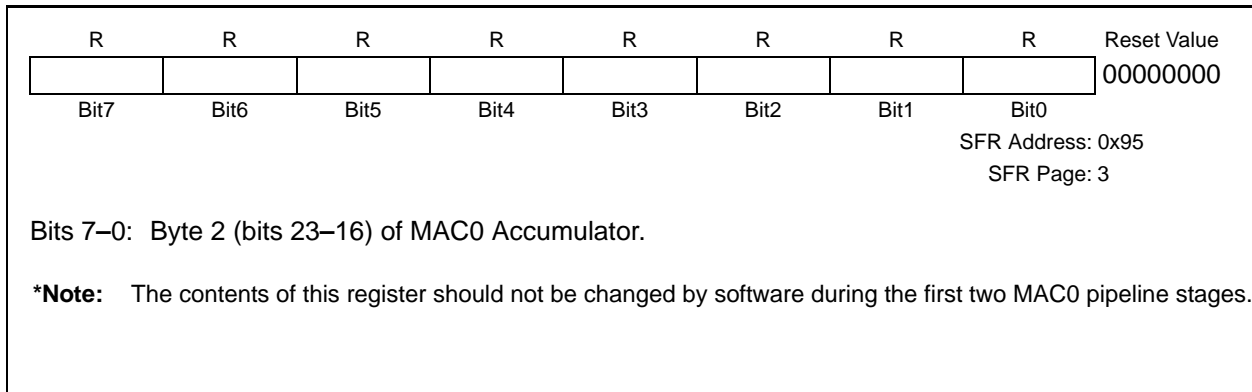 R R R R R R R R Reset Value
00000000
Bit7 Bit6 Bit5 Bit4 Bit3 Bit2 Bit1 Bit0
SFR Address: 0x95
SFR Page: 3
Bits 7–0: Byte 2 (bits 23–16) of MAC0 Accumulator.
*Note: The contents of this register should not be changed by software during the first two MAC0 pipeline stages.